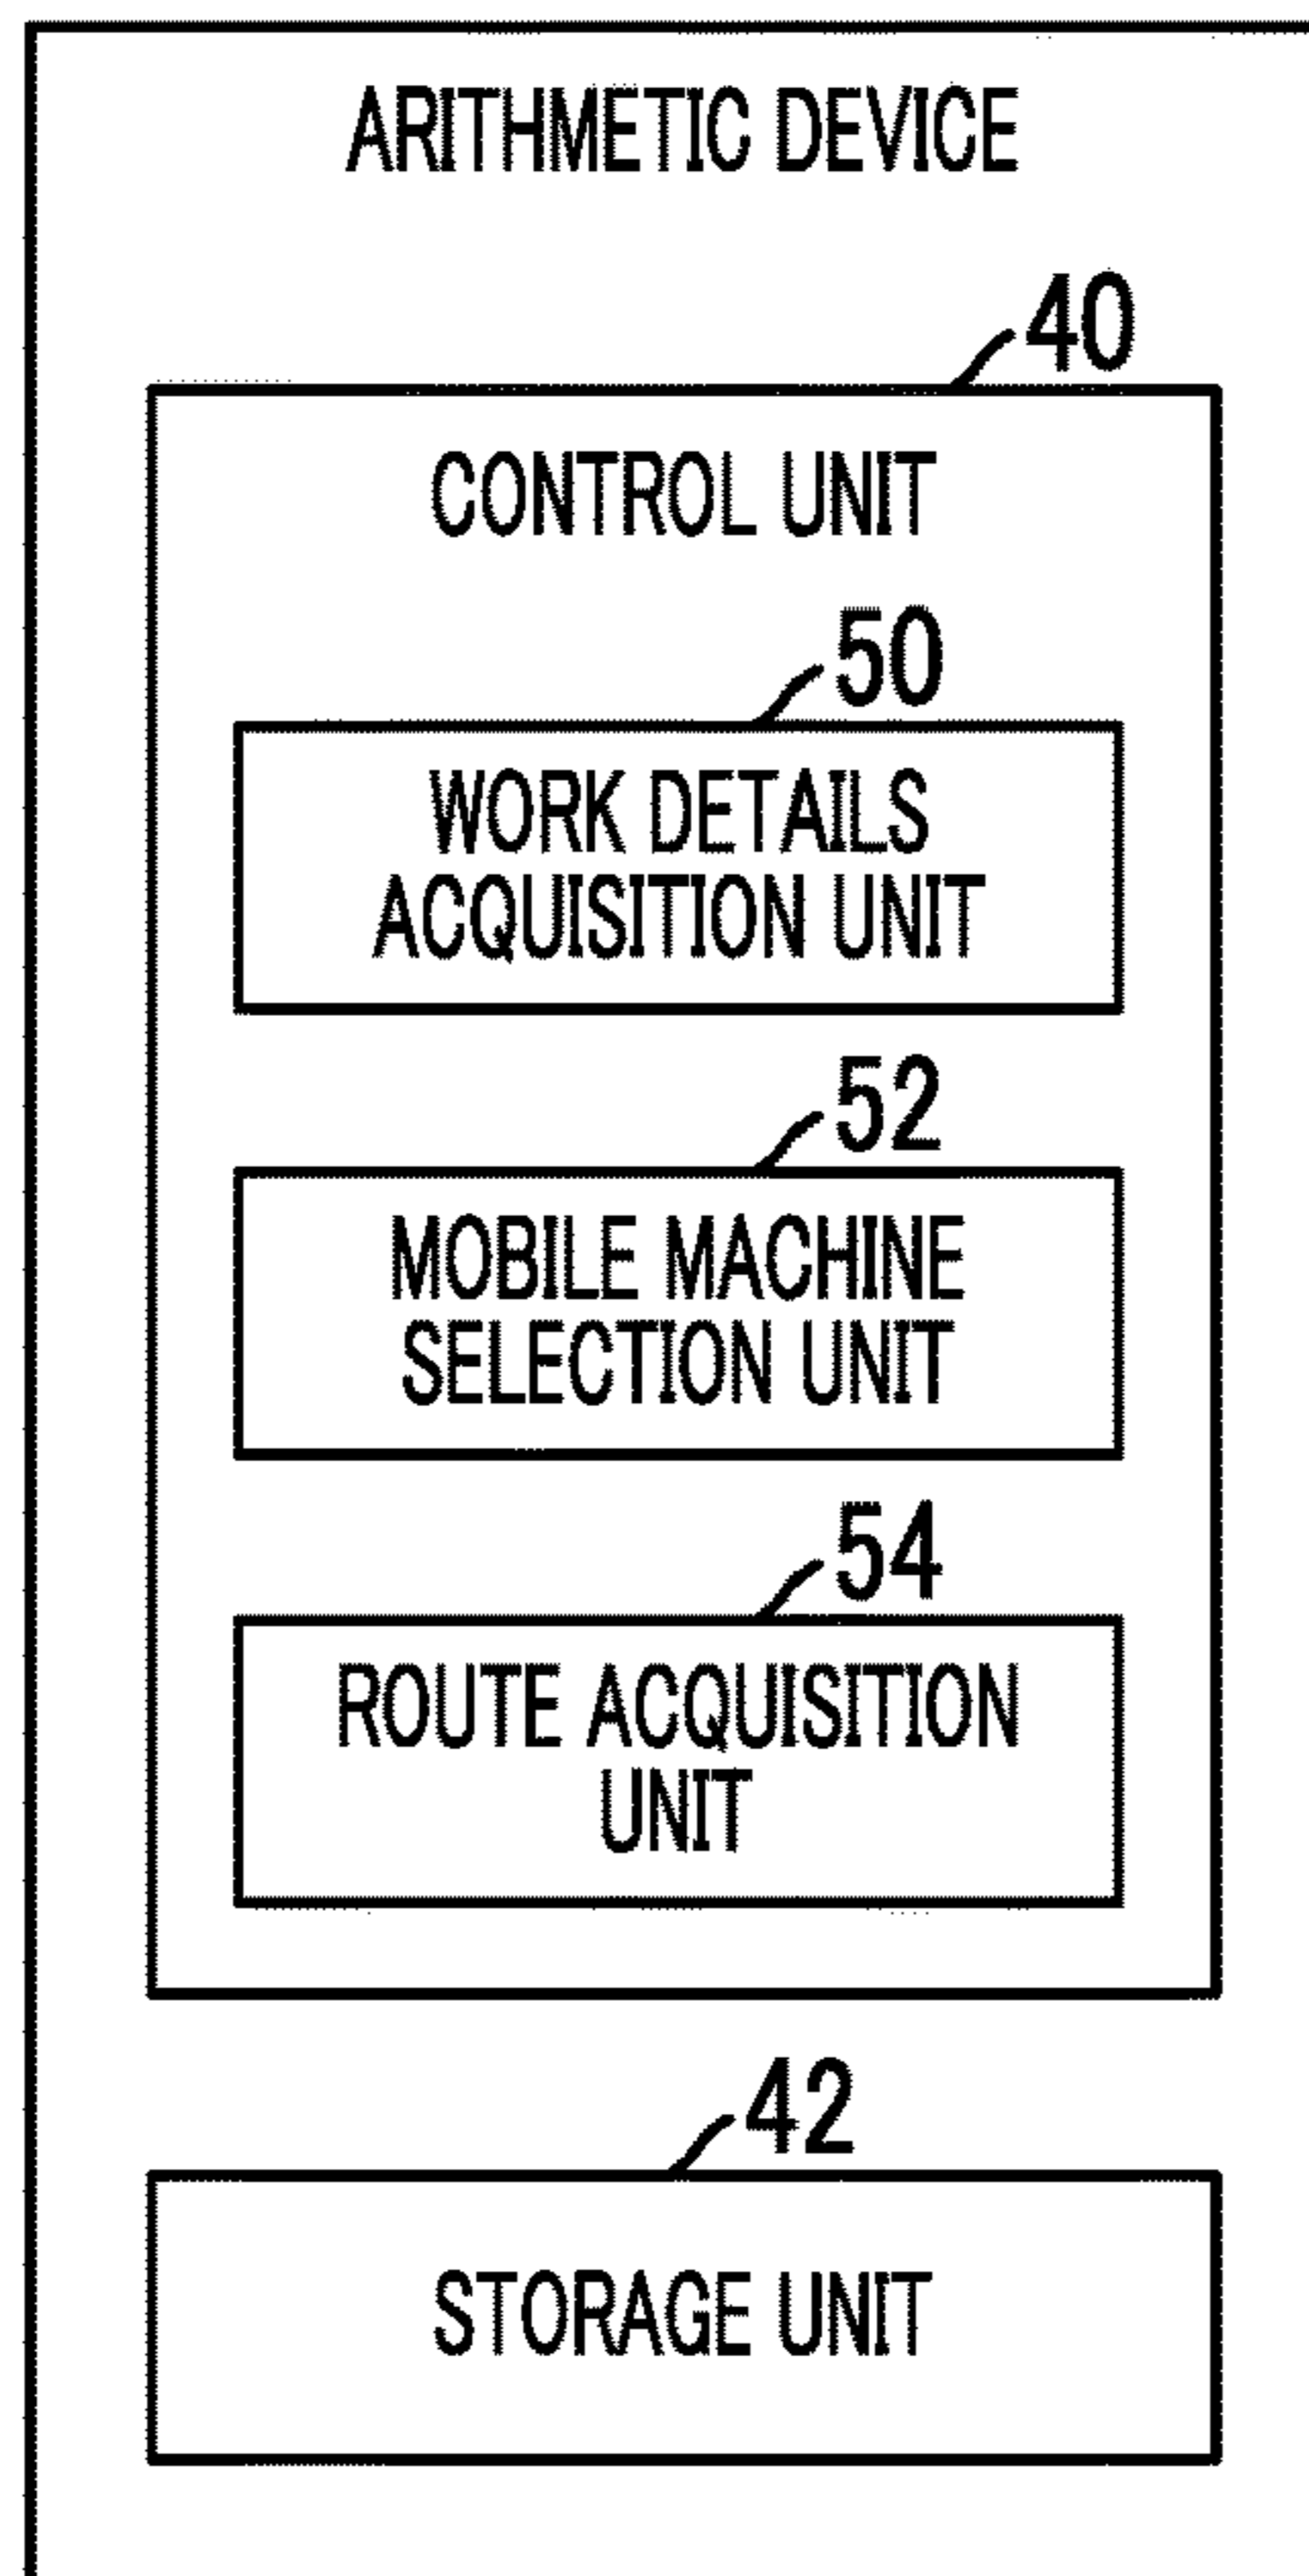 ARITHMETIC DEVICE
40
CONTROL UNIT
50
WORK DETAILS
ACQUISITION UNIT
52
MOBILE MACHINE
SELECTION UNIT
54
ROUTE ACQUISITION
UNIT
42
STORAGE UNIT